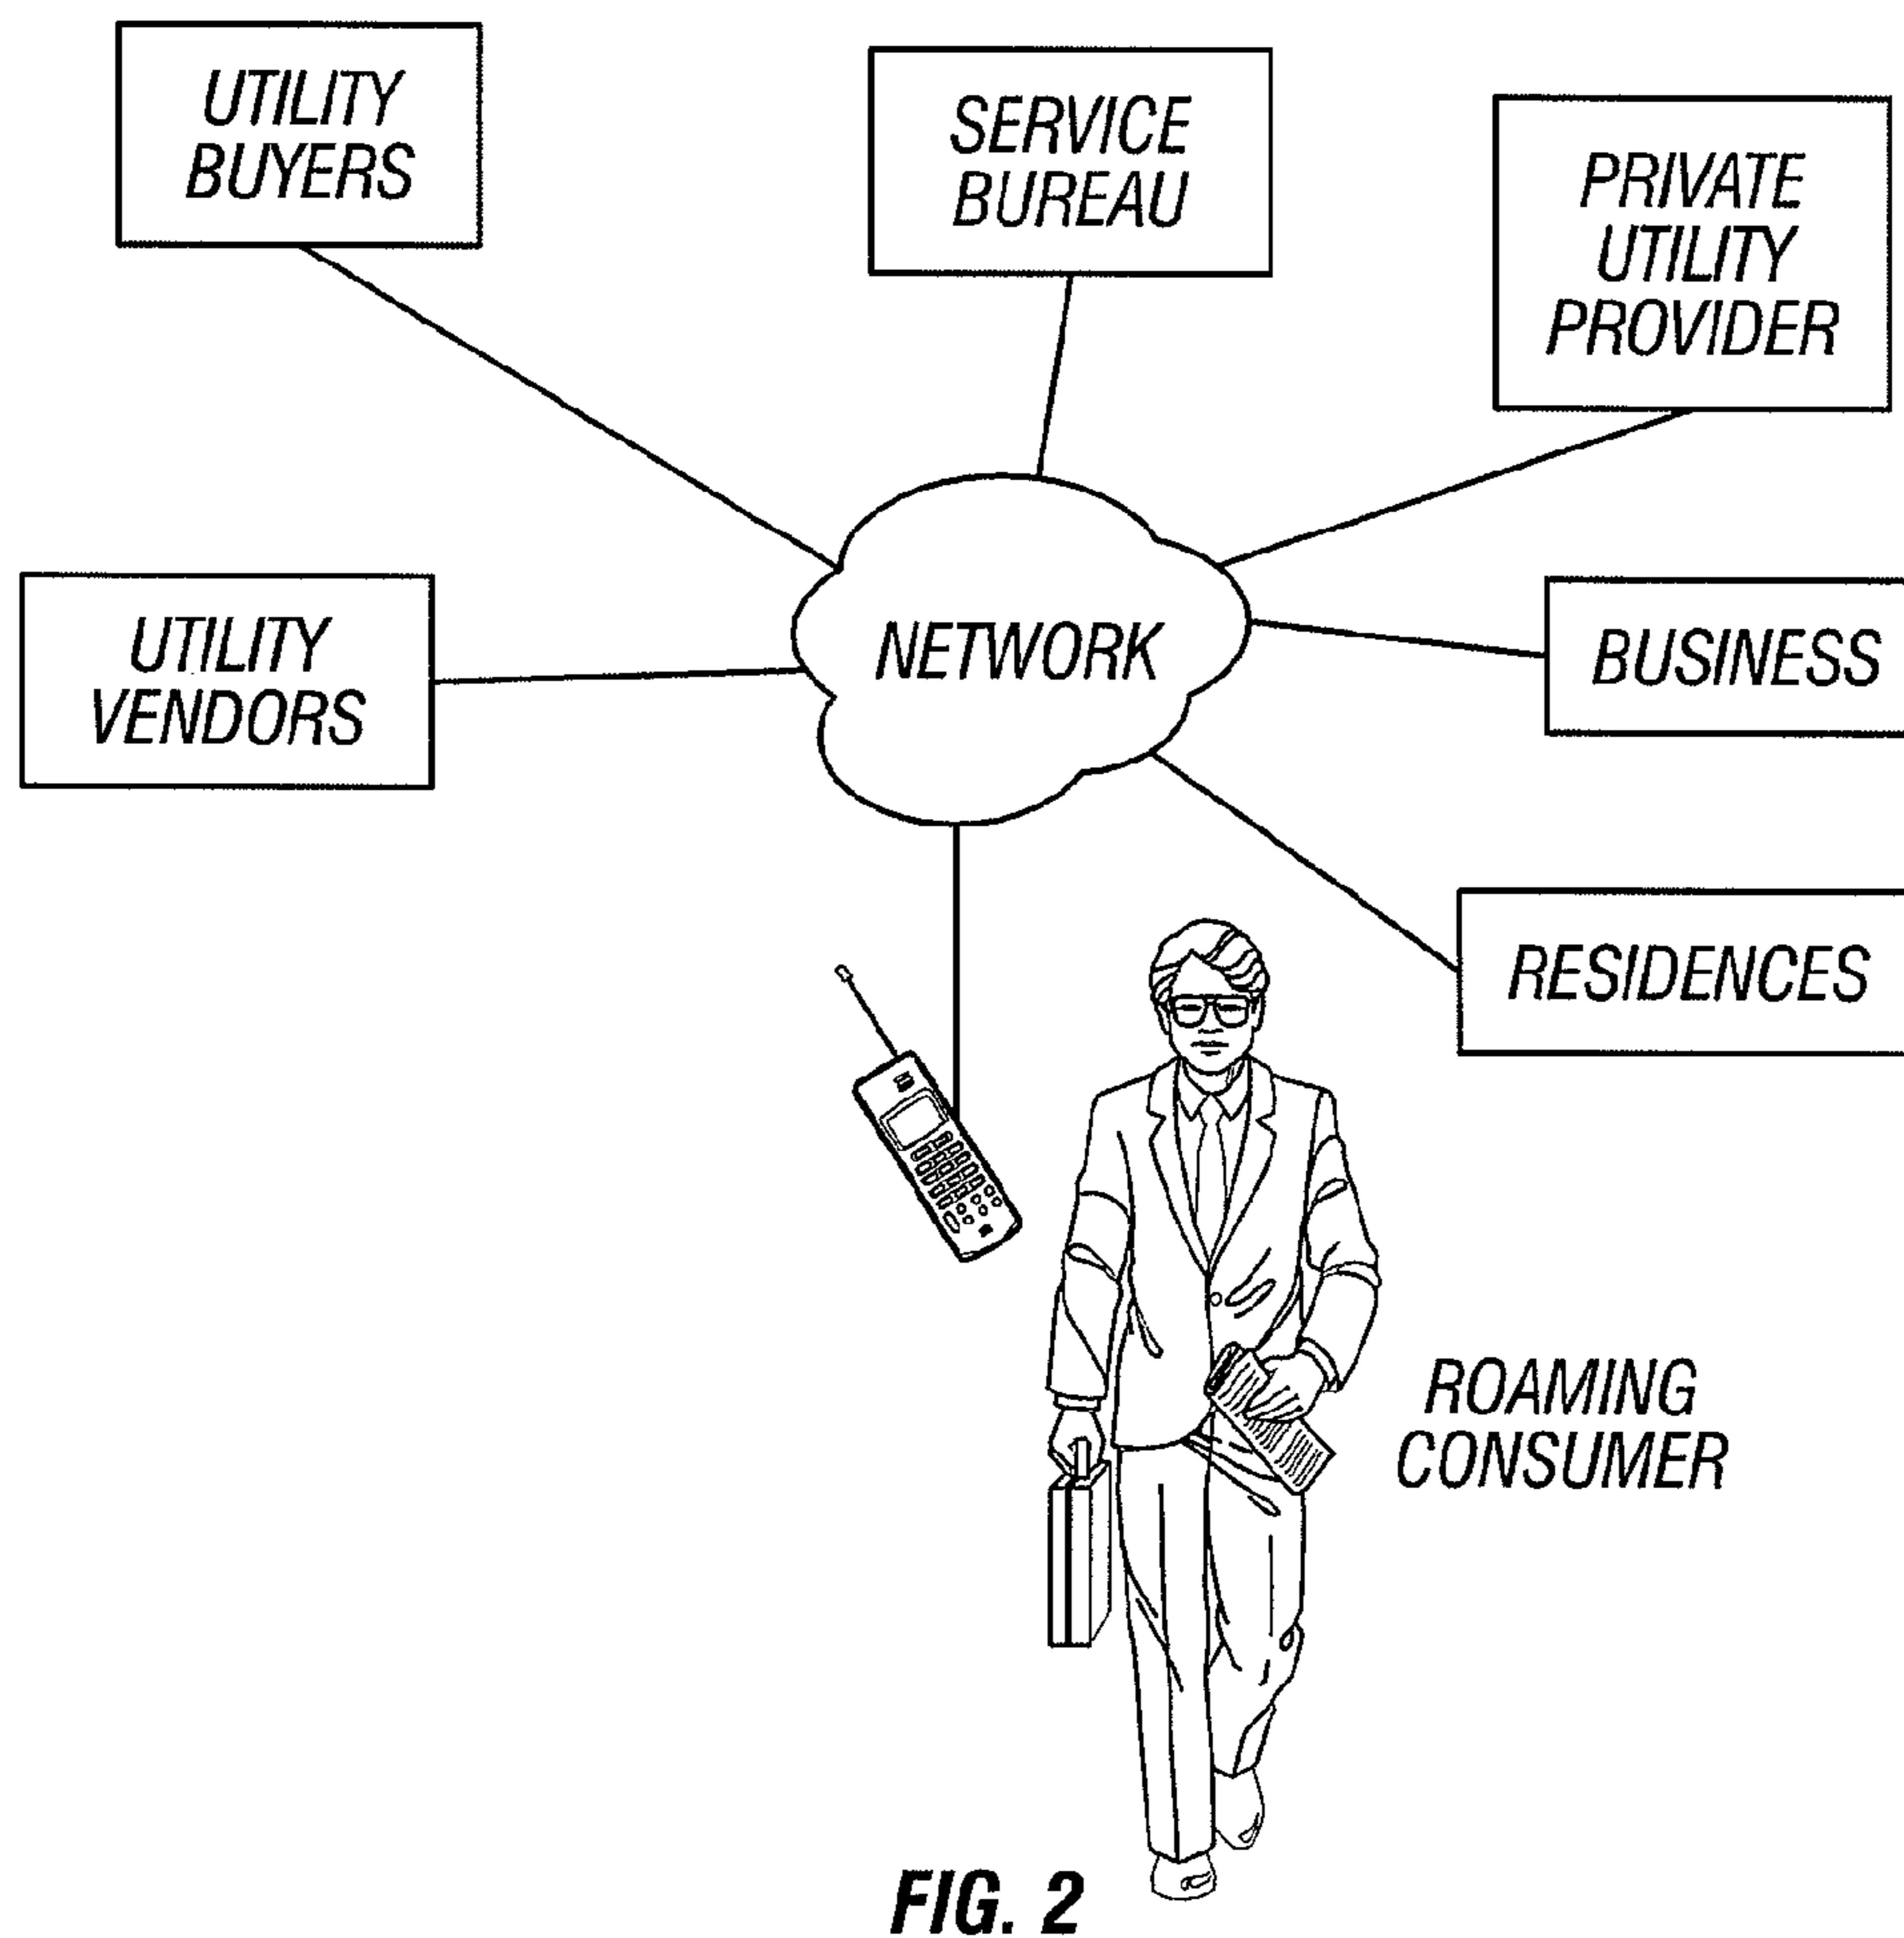 UTILITY
BUYERS
SERVICE
BUREAU
PRIVATE
UTILITY
PROVIDER
UTILITY
VENDORS
NETWORK
BUSINESS
RESIDENCES
ROAMING
CONSUMER
FIG. 2